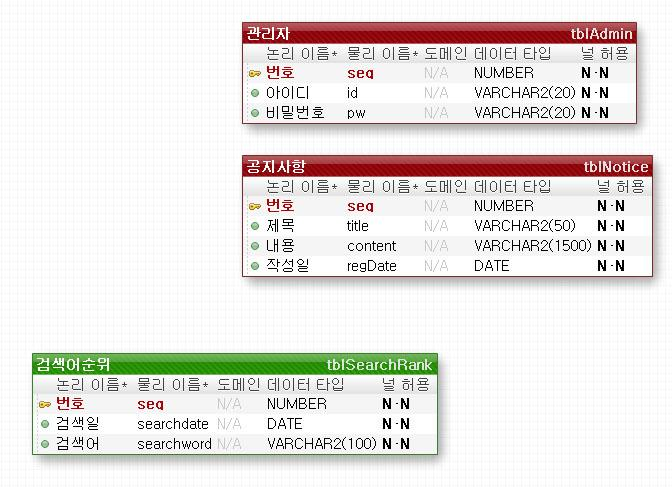 관리자 tblAdmin
논리 이름* 물리 이름* 도메인 데이터 타입 널 허용
번호 seq N/A NUMBER N·N
아이디 id N/A VARCHAR2(20) N·N
비밀번호 pw N/A VARCHAR2(20) N·N
공지사항 tblNotice
논리 이름* 물리 이름* 도메인 데이터 타입 널 허용
번호 seq N/A NUMBER N·N
제목 title N/A VARCHAR2(50) N·N
내용 content N/A VARCHAR2(1500) N·N
작성일 regDate N/A DATE N·N
검색어순위 tblSearchRank
논리 이름* 물리 이름* 도메인 데이터 타입 널 허용
번호 seq N/A NUMBER N·N
검색일 searchdate N/A DATE N·N
검색어 searchword N/A VARCHAR2(100) N·N